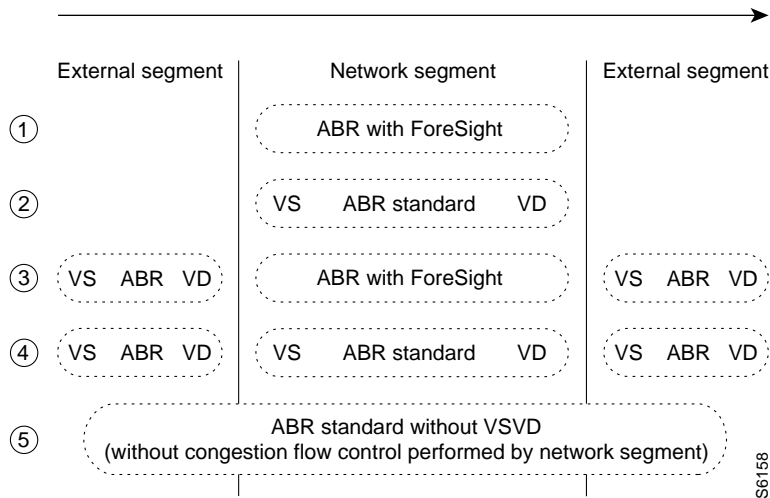 External segment Network segment External segment
1 ABR with ForeSight
2 VS ABR standard VD
3 VS ABR VD ABR with ForeSight VS ABR VD
4 VS ABR VD VS ABR standard VD VS ABR VD
5 ABR standard without VSVD
(without congestion flow control performed by network segment)
S6158